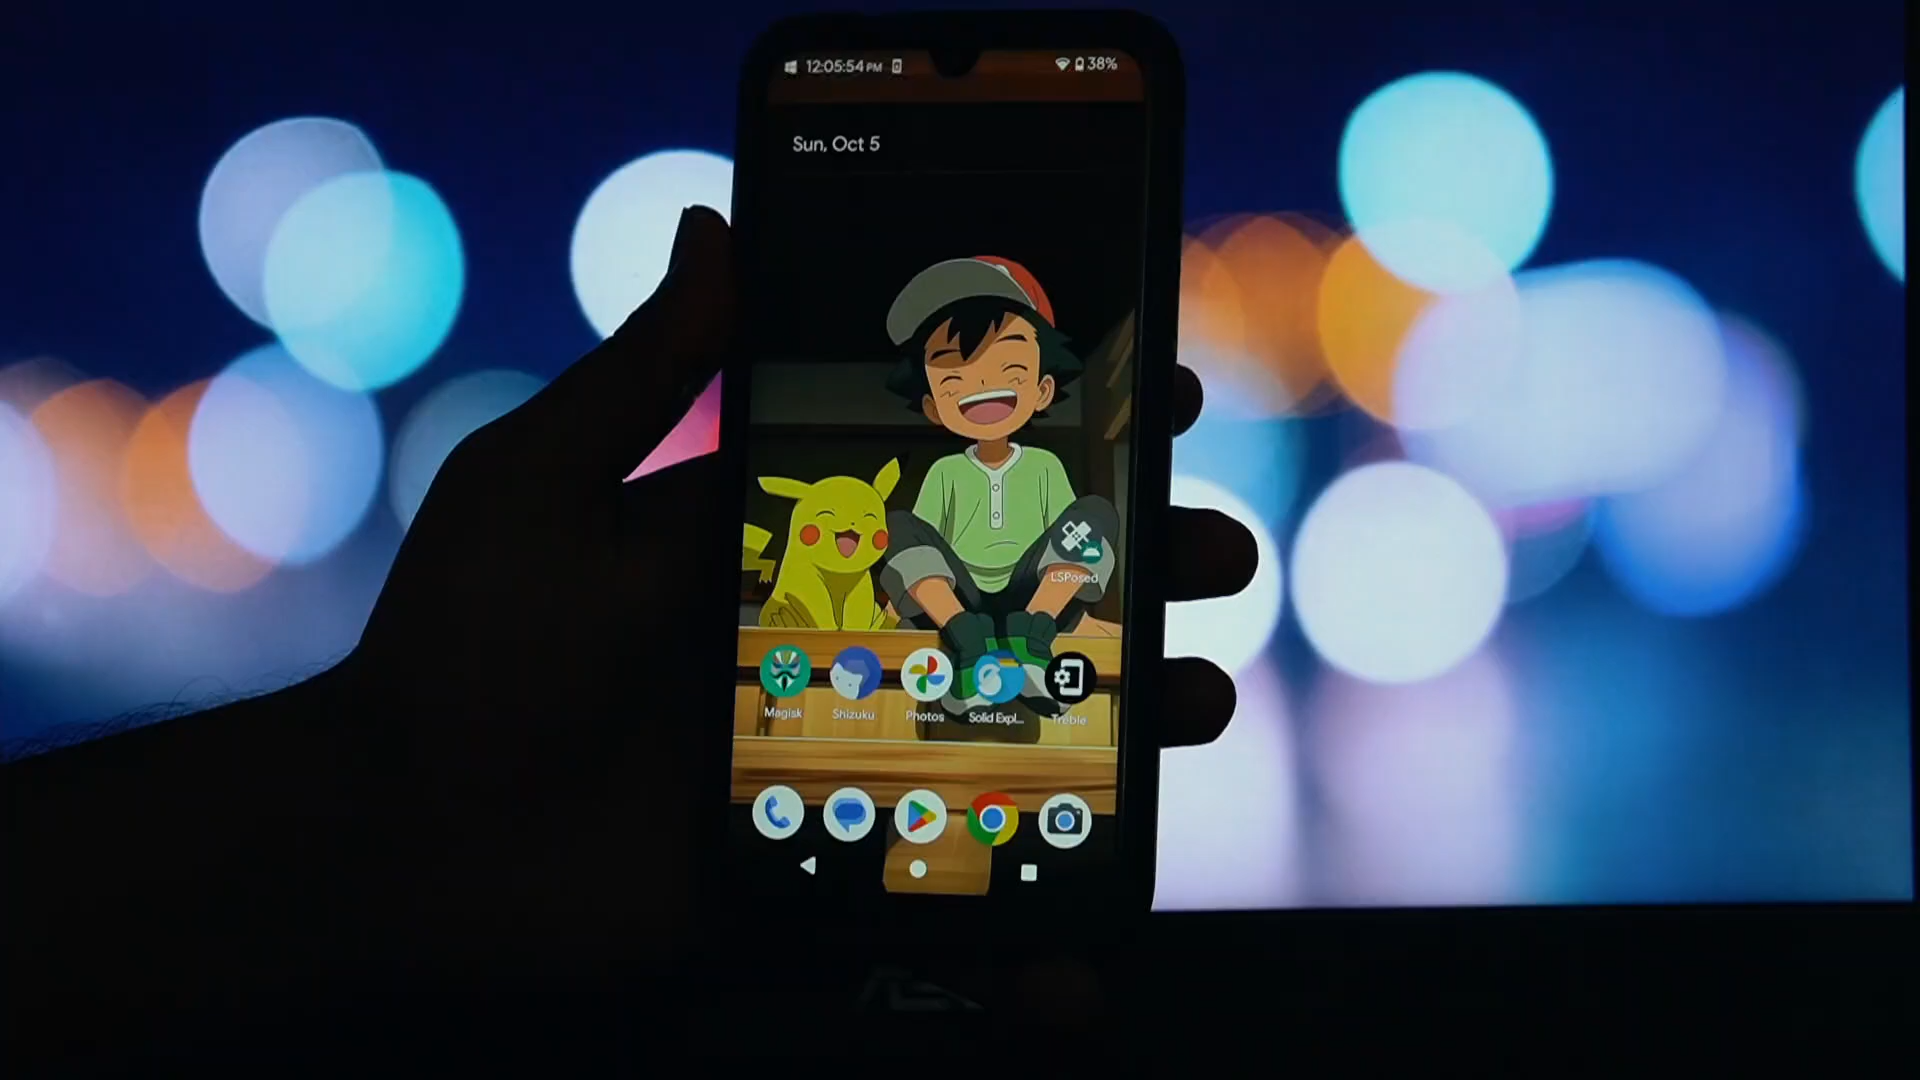 12:05:54 PM
38%
Sun, Oct 5
LSPosed
Magisk
Shizuku
Photos
Solid Expl...
Treble